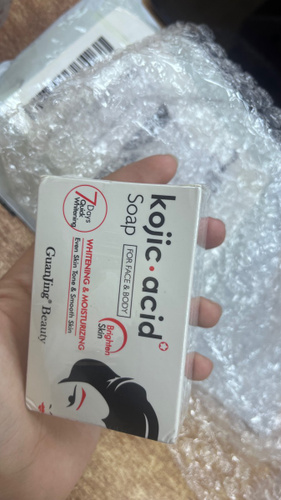 kojic·acid
Soap
FOR FACE & BODY
7 Days
Quick
Whitening
WHITENING & MOISTURIZING
Even Skin Tone & Smooth Skin
Brighten
Skin
GuanJing® Beauty